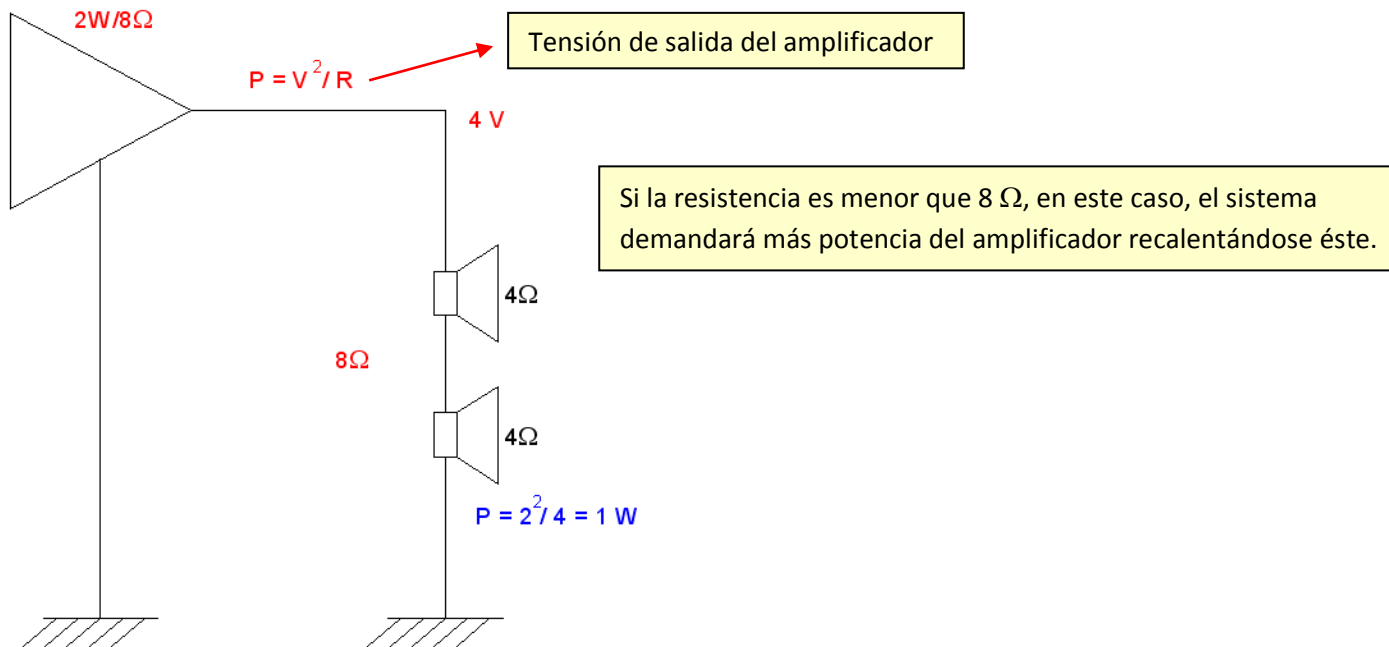 2W/8Ω
Tensión de salida del amplificador
P = V²/ R
4 V
Si la resistencia es menor que 8 Ω, en este caso, el sistema
demandará más potencia del amplificador recalentándose éste.
4Ω
8Ω
4Ω
P = 2²/ 4 = 1 W